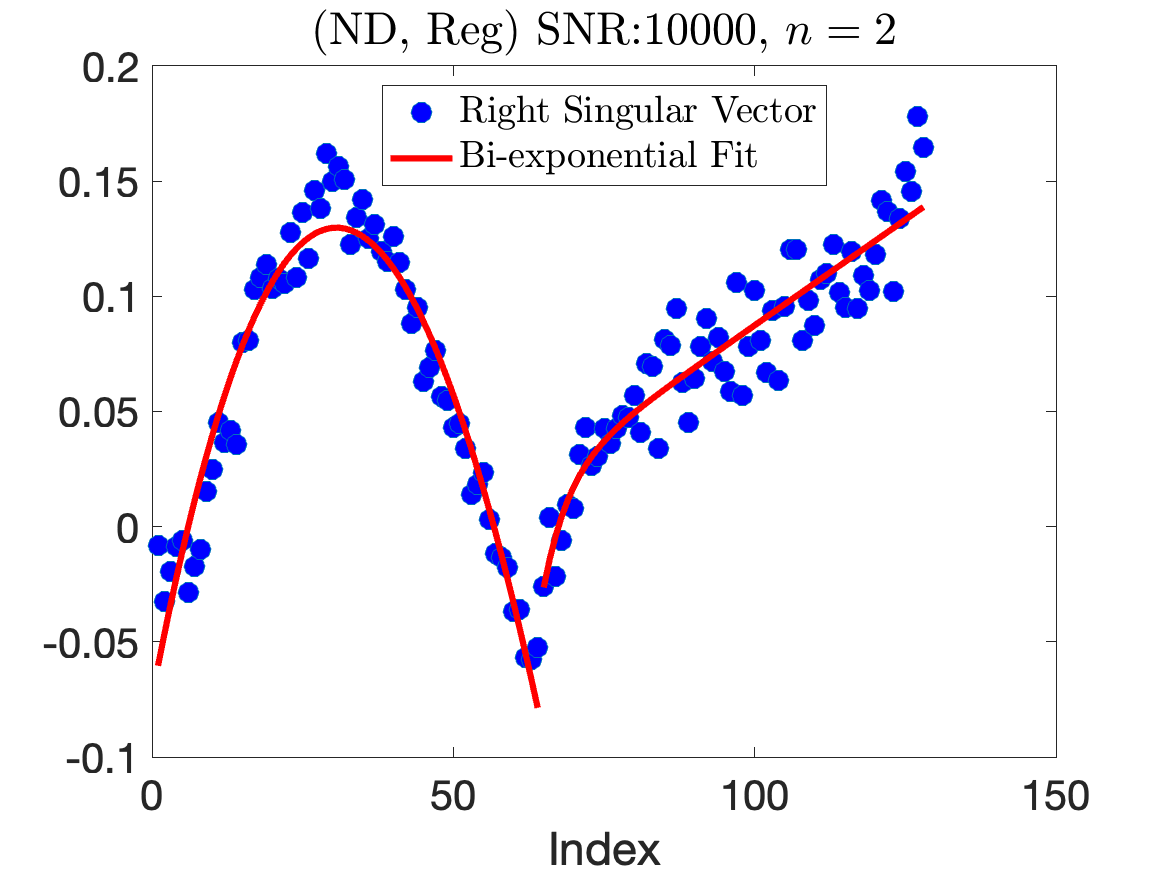 (ND, Reg) SNR:10000, n = 2
0.2
0.15
0.1
0.05
0
-0.05
-0.1
Right Singular Vector
Bi-exponential Fit
0 50 100 150
Index